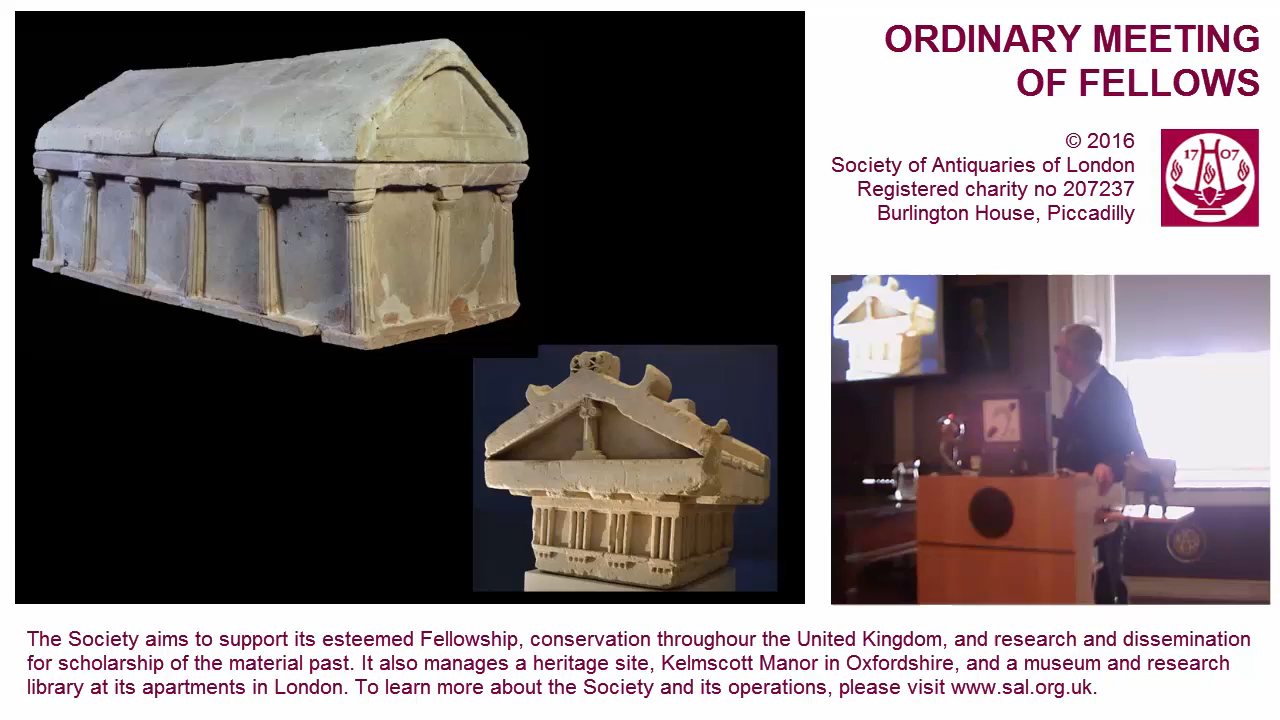 ORDINARY MEETING
OF FELLOWS
© 2016
Society of Antiquaries of London
Registered charity no 207237
Burlington House, Piccadilly
17 07
The Society aims to support its esteemed Fellowship, conservation throughour the United Kingdom, and research and dissemination
for scholarship of the material past. It also manages a heritage site, Kelmscott Manor in Oxfordshire, and a museum and research
library at its apartments in London. To learn more about the Society and its operations, please visit www.sal.org.uk.